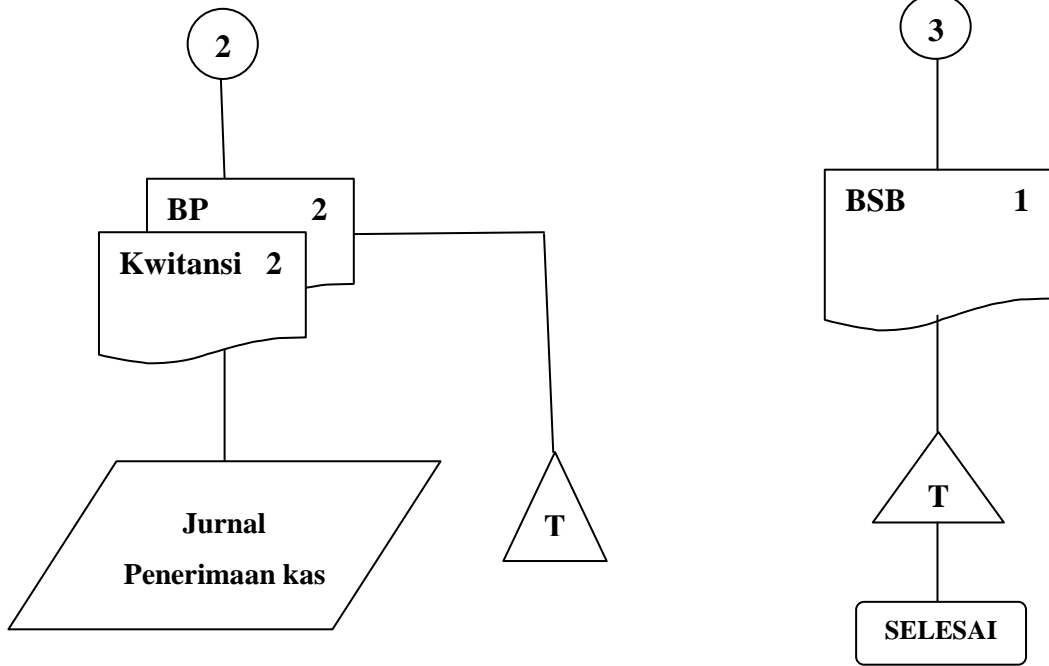 2
BP 2
Kwitansi 2
Jurnal
Penerimaan kas
T
3
BSB 1
T
SELESAI